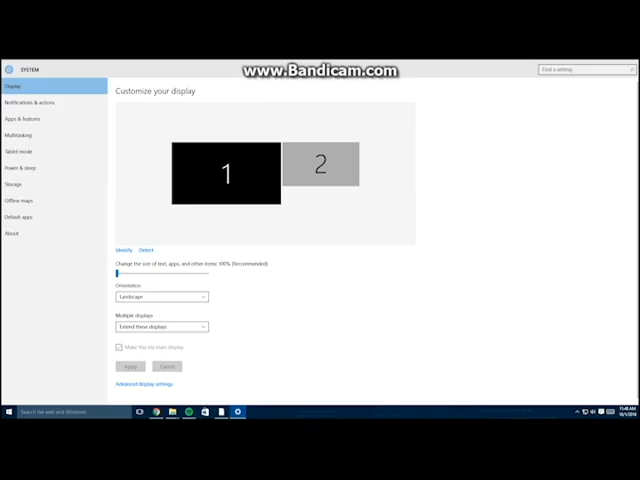 www.Bandicam.com
SYSTEM
Find a setting
Display
Customize your display
Notifications & actions
Apps & features
Multitasking
Tablet mode
Power & sleep
Storage
Offline maps
Default apps
About
1
2
Identify Detect
Change the size of text, apps, and other items: 100% (Recommended)
Orientation
Landscape
Multiple displays
Extend these displays
Make this my main display
Apply Cancel
Advanced display settings
Search the web and Windows
11:48 AM